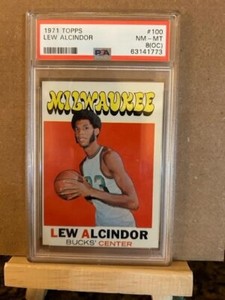 1971 TOPPS #100
LEW ALCINDOR NM-MT
PSA 8(OC)
63141773
MILWAUKEE
LEW ALCINDOR
BUCKS' CENTER